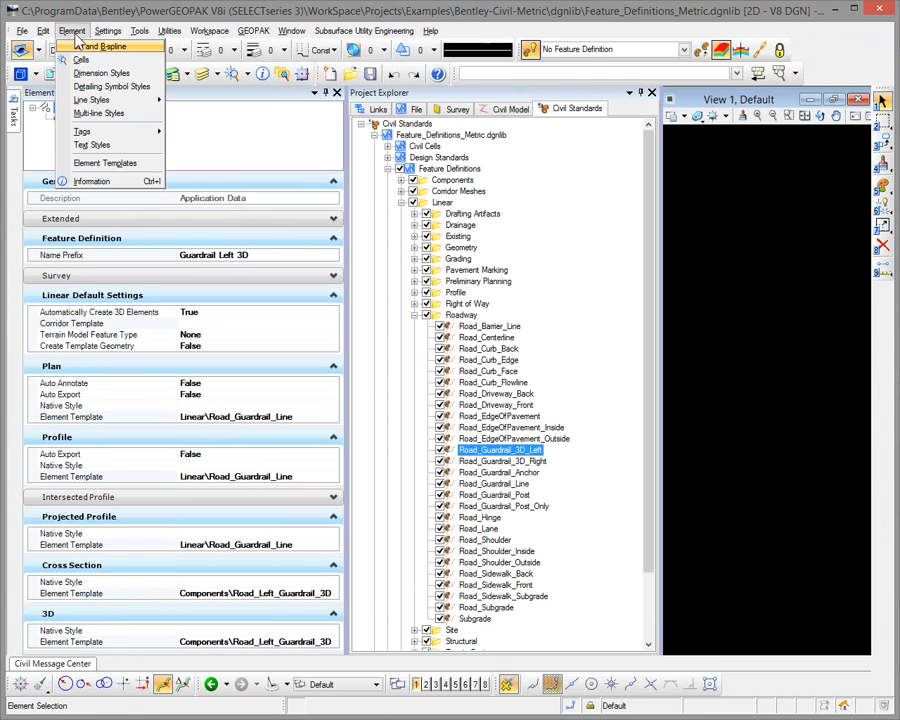 C:\ProgramData\Bentley\PowerGEOPAK V8i (SELECTseries 3)\WorkSpace\Projects\Examples\Bentley-Civil-Metric\dgnlib\Feature_Definitions_Metric.dgnlib [2D - V8 DGN]
File Edit Element Settings Tools Utilities Workspace GEOPAK Window Subsurface Utility Engineering Help
and B-spline
Cells
Dimension Styles
Detailing Symbol Styles
Line Styles
Multi-line Styles
Tags
Text Styles
Element Templates
Information Ctrl+I
0 0 0 Const 0 No Feature Definition
Project Explorer
Links File Survey Civil Model Civil Standards
Tasks
View 1, Default
Civil Standards
Feature_Definitions_Metric.dgnlib
Civil Cells
Design Standards
Feature Definitions
Components
Corridor Meshes
Linear
Drafting Artifacts
Drainage
Existing
Geometry
Grading
Pavement Marking
Preliminary Planning
Profile
Right of Way
Roadway
Road_Barrier_Line
Road_Centerline
Road_Curb_Back
Road_Curb_Edge
Road_Curb_Face
Road_Curb_Flowline
Road_Driveway_Back
Road_Driveway_Front
Road_EdgeOfPavement
Road_EdgeOfPavement_Inside
Road_EdgeOfPavement_Outside
Road_Guardrail_3D_Left
Road_Guardrail_3D_Right
Road_Guardrail_Anchor
Road_Guardrail_Line
Road_Guardrail_Post
Road_Guardrail_Post_Only
Road_Hinge
Road_Lane
Road_Shoulder
Road_Shoulder_Inside
Road_Shoulder_Outside
Road_Sidewalk_Back
Road_Sidewalk_Front
Road_Sidewalk_Subgrade
Road_Subgrade
Subgrade
Site
Structural
Ge
Description Application Data
Extended
Feature Definition
Name Prefix Guardrail Left 3D
Survey
Linear Default Settings
Automatically Create 3D Elements True
Corridor Template
Terrain Model Feature Type None
Create Template Geometry False
Plan
Auto Annotate False
Auto Export False
Native Style
Element Template Linear\Road_Guardrail_Line
Profile
Auto Export False
Native Style
Element Template Linear\Road_Guardrail_Line
Intersected Profile
Projected Profile
Native Style
Element Template Linear\Road_Guardrail_Line
Cross Section
Native Style
Element Template Components\Road_Left_Guardrail_3D
3D
Native Style
Element Template Components\Road_Left_Guardrail_3D
Civil Message Center
Default 1 2 3 4 5 6 7 8
Element Selection Default